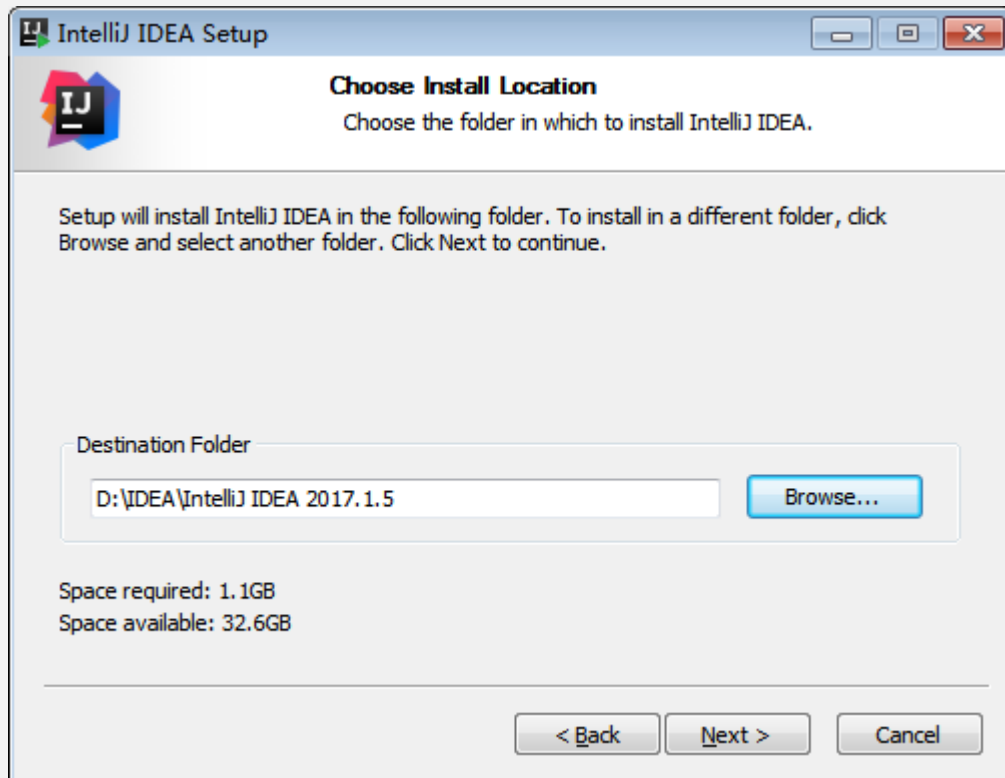 IntelliJ IDEA Setup
IJ
Choose Install Location
Choose the folder in which to install IntelliJ IDEA.
Setup will install IntelliJ IDEA in the following folder. To install in a different folder, click
Browse and select another folder. Click Next to continue.
Destination Folder
D:\IDEA\IntelliJ IDEA 2017.1.5
Browse...
Space required: 1.1GB
Space available: 32.6GB
< Back
Next >
Cancel